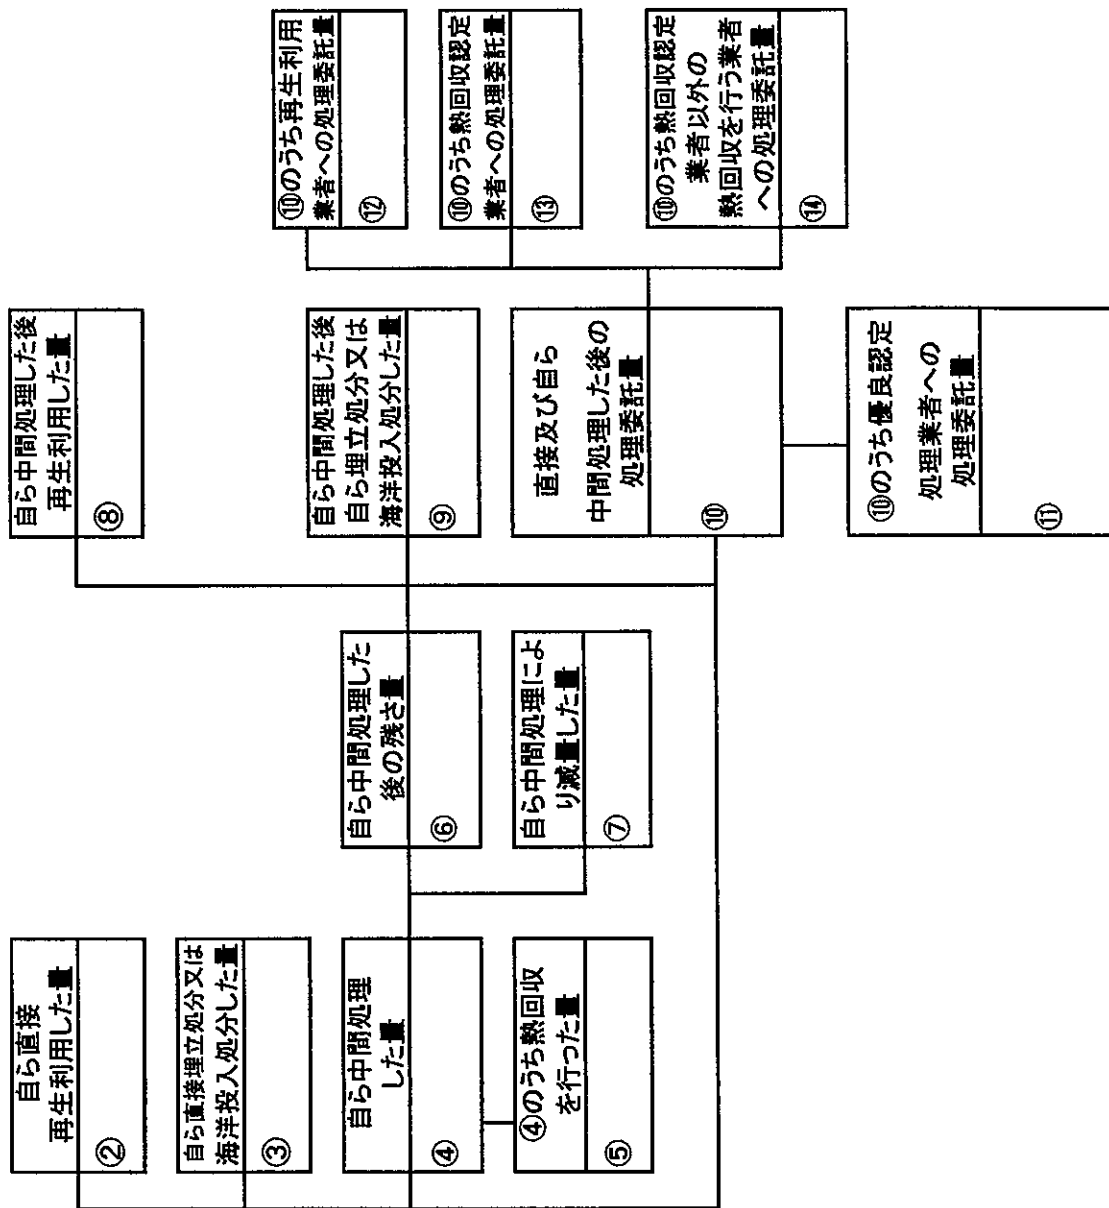 自ら直接
再生利用した量
②
自ら直接埋立処分又は
海洋投入処分した量
③
自ら中間処理
した量
④
④のうち熱回収
を行った量
⑤
自ら中間処理した
後の残さ量
⑥
自ら中間処理によ
り減量した量
⑦
自ら中間処理した後
再生利用した量
⑧
自ら中間処理した後
自ら埋立処分又は
海洋投入処分した量
⑨
直接及び自ら
中間処理した後の
処理委託量
⑩
⑩のうち優良認定
処理業者への
処理委託量
⑪
⑩のうち再生利用
業者への処理委託量
⑫
⑩のうち熱回収認定
業者への処理委託量
⑬
⑩のうち熱回収認定
業者以外の
熱回収を行う業者
への処理委託量
⑭